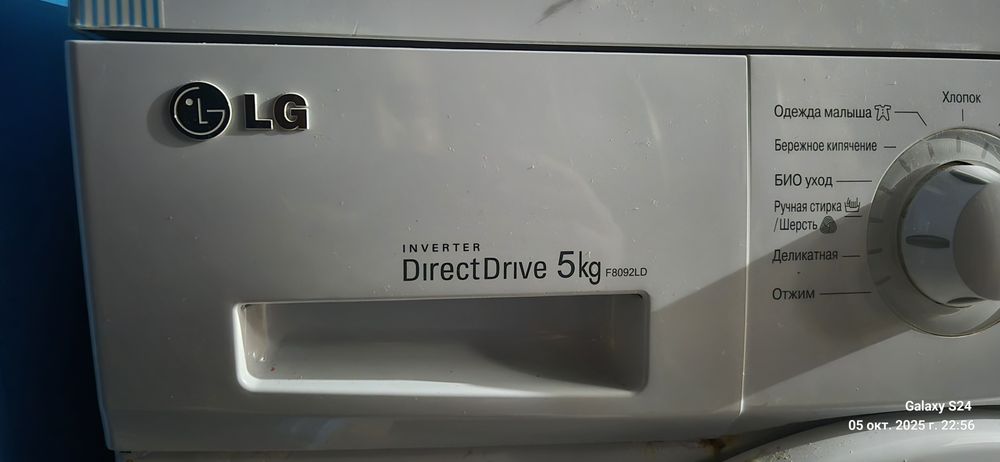 LG
INVERTER
DirectDrive 5kg F8092LD
Хлопок
Одежда малыша
Бережное кипячение
БИО уход
Ручная стирка
/Шерсть
Деликатная
Отжим
Galaxy S24
05 окт. 2025 г. 22:56